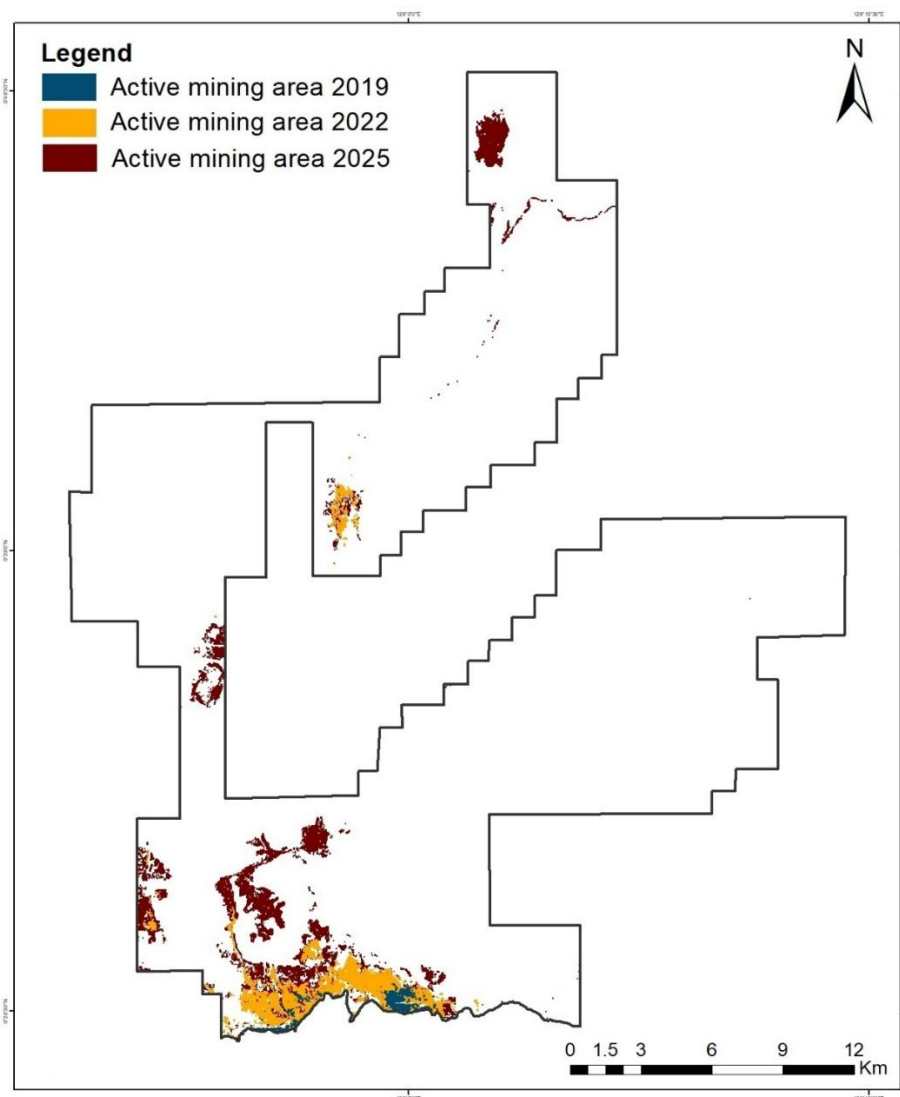 Legend
Active mining area 2019
Active mining area 2022
Active mining area 2025
N
0 1.5 3 6 9 12
Km